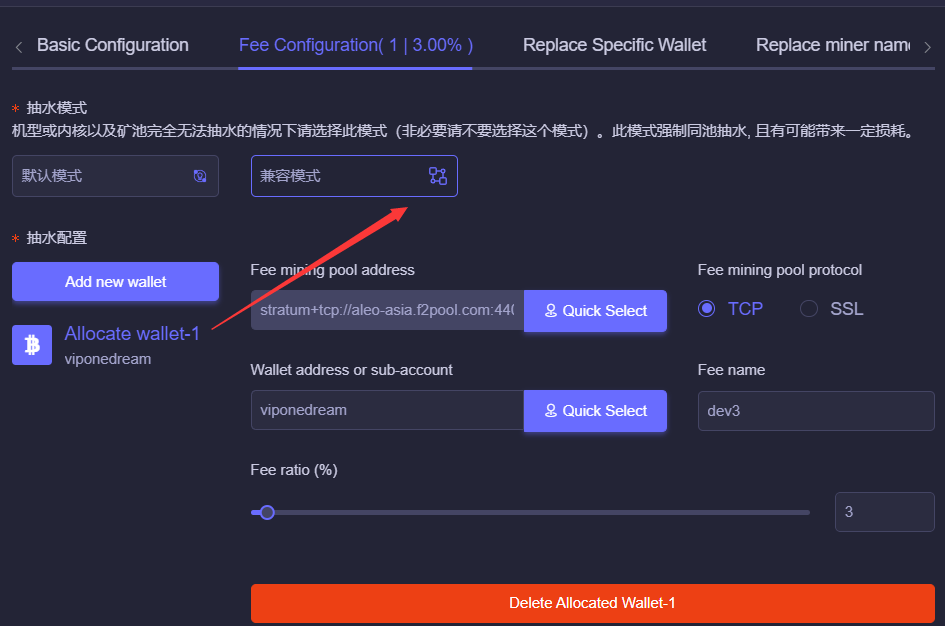 Basic Configuration
Fee Configuration( 1 | 3.00% )
Replace Specific Wallet
Replace miner name
* 抽水模式
机型或内核以及矿池完全无法抽水的情况下请选择此模式（非必要请不要选择这个模式）。此模式强制同池抽水, 且有可能带来一定损耗。
默认模式
兼容模式
* 抽水配置
Add new wallet
Allocate wallet-1
viponedream
Fee mining pool address
stratum+tcp://aleo-asia.f2pool.com:440
Quick Select
Fee mining pool protocol
TCP
SSL
Wallet address or sub-account
viponedream
Quick Select
Fee name
dev3
Fee ratio (%)
3
Delete Allocated Wallet-1